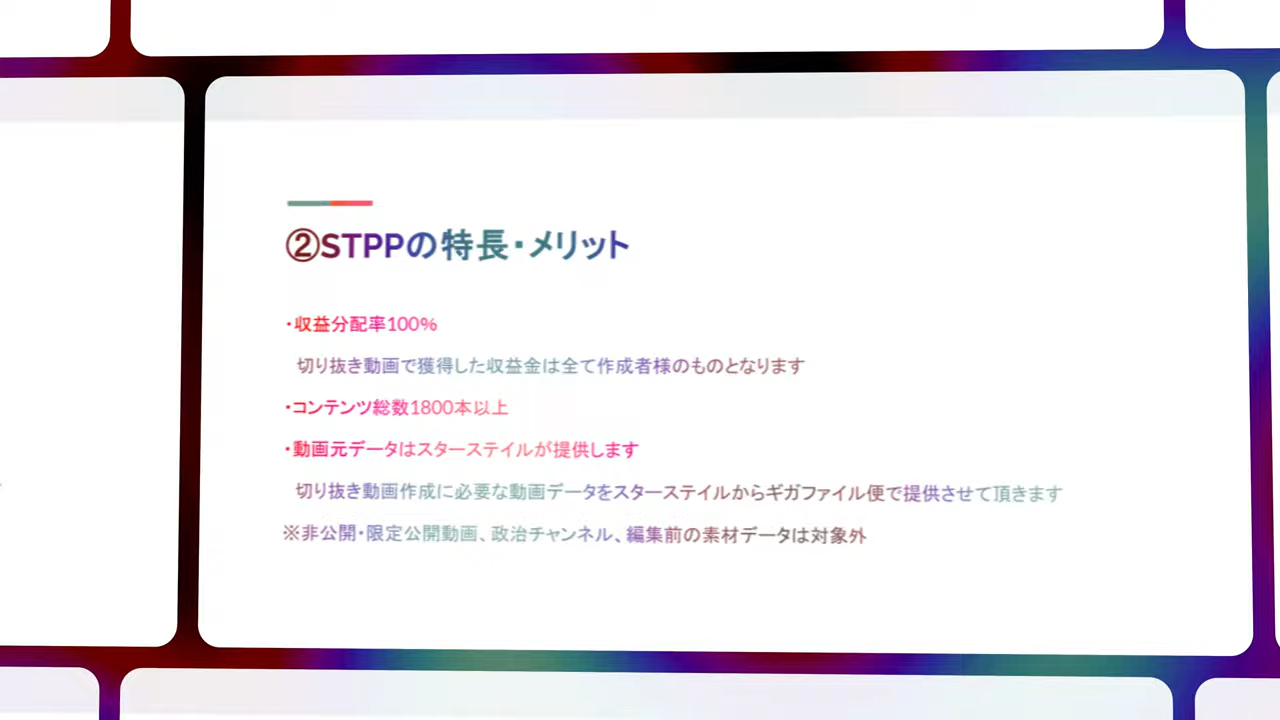 ②STPPの特長・メリット
・収益分配率100%
切り抜き動画で獲得した収益金は全て作成者様のものとなります
・コンテンツ総数1800本以上
・動画元データはスターステイルが提供します
切り抜き動画作成に必要な動画データをスターステイルからギガファイル便で提供させて頂きます
※非公開・限定公開動画、政治チャンネル、編集前の素材データは対象外